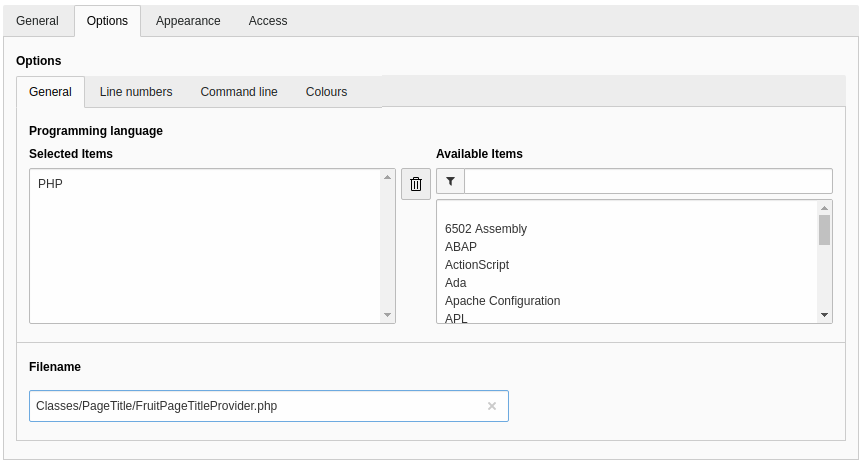 General Options Appearance Access
Options
General Line numbers Command line Colours
Programming language
Selected Items Available Items
PHP
6502 Assembly
ABAP
ActionScript
Ada
Apache Configuration
APL
Filename
Classes/PageTitle/FruitPageTitleProvider.php